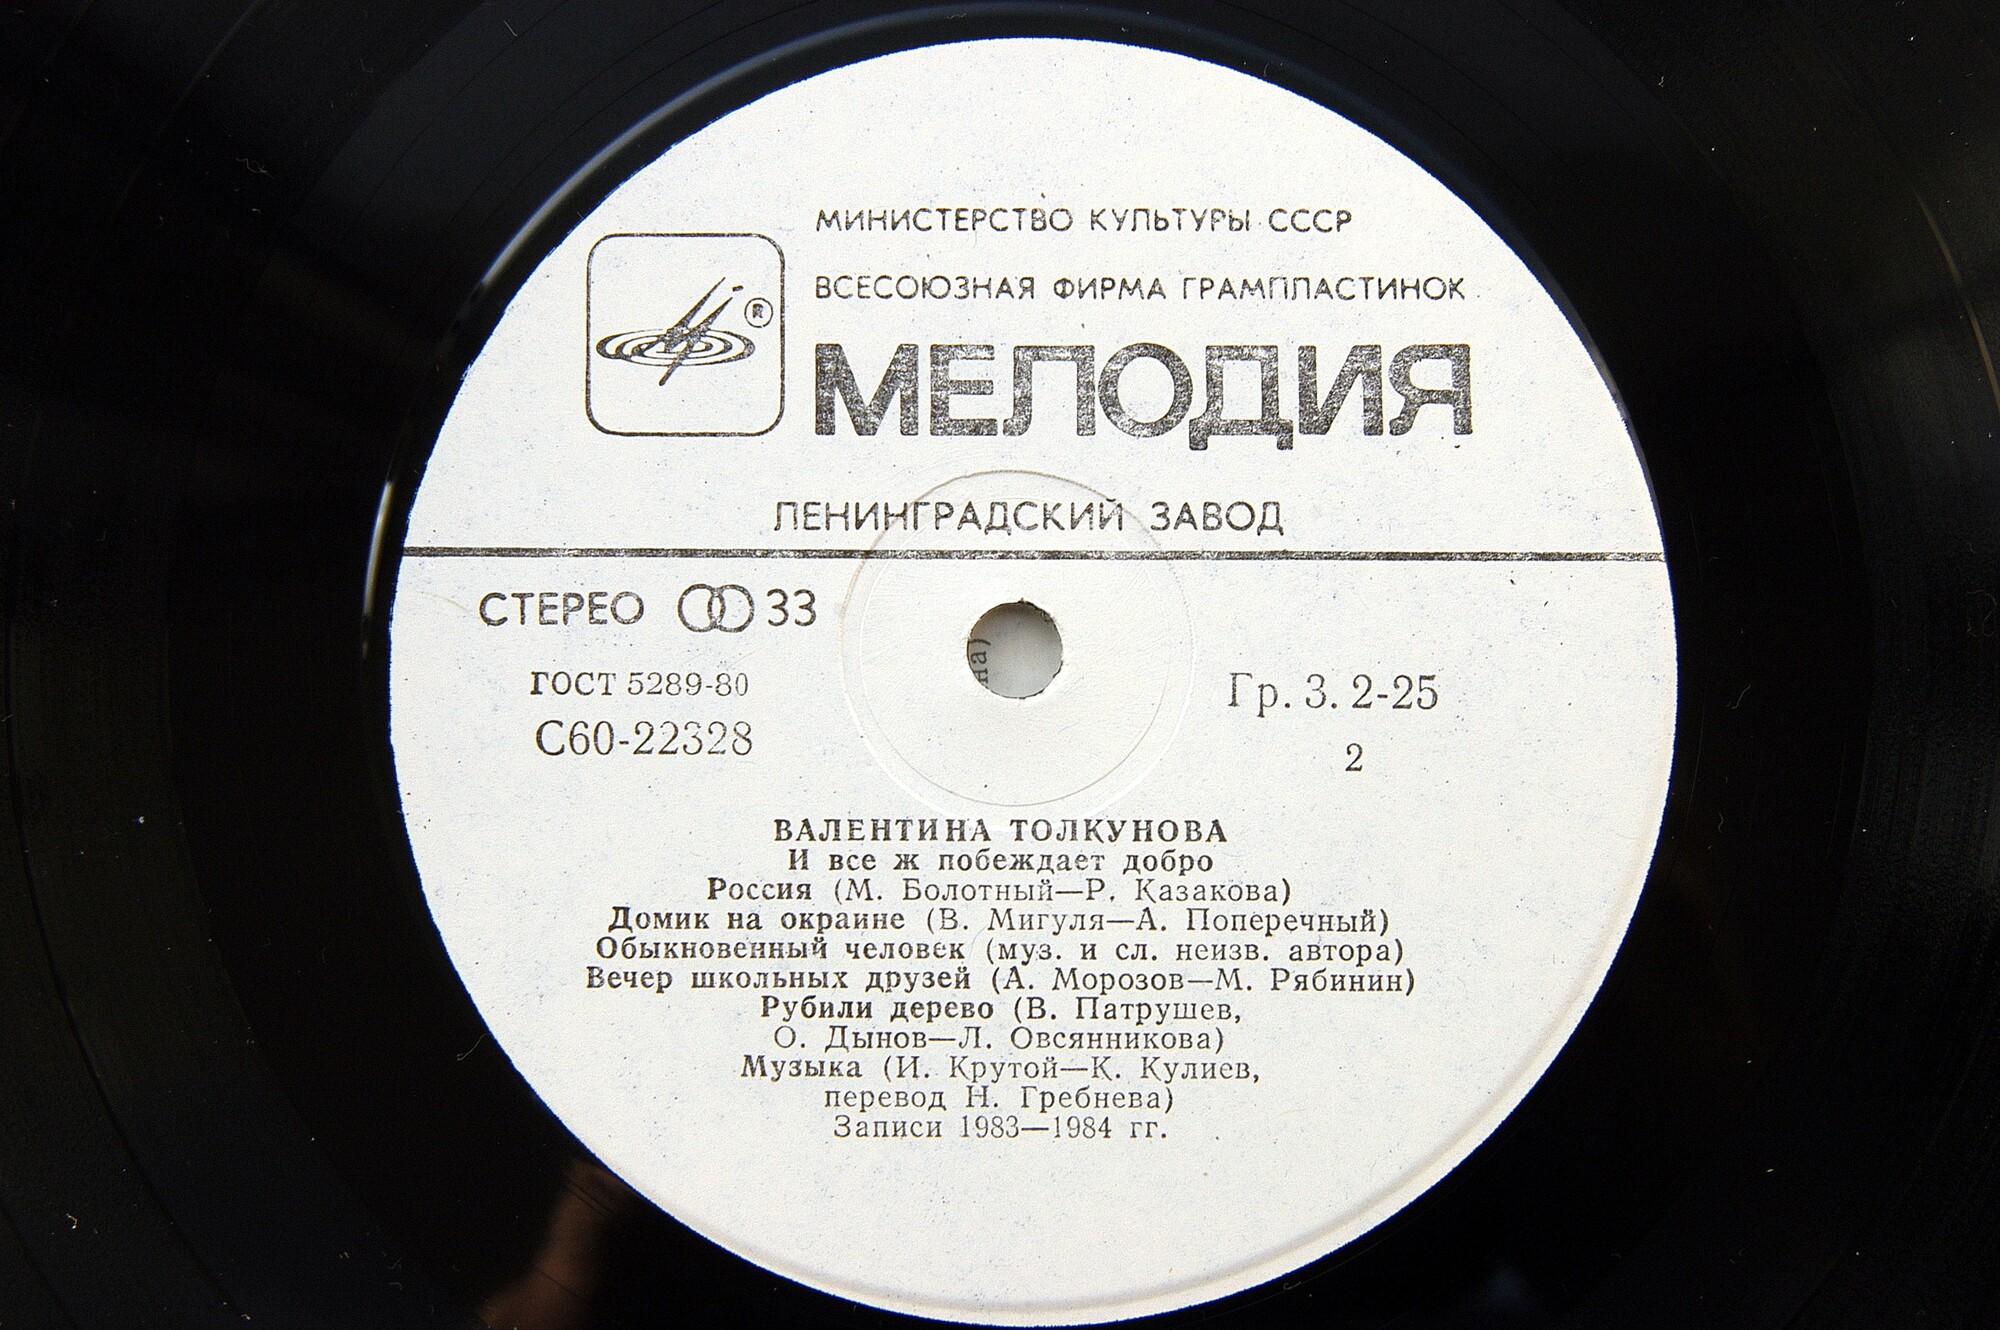 МИНИСТЕРСТВО КУЛЬТУРЫ СССР
ВСЕСОЮЗНАЯ ФИРМА ГРАМПЛАСТИНОК
®
МЕЛОДИЯ
ЛЕНИНГРАДСКИЙ ЗАВОД
СТЕРЕО 33
ГОСТ 5289-80
С60-22328
Гр. 3. 2-25
2
на)
ВАЛЕНТИНА ТОЛКУНОВА
И все ж побеждает добро
Россия (М. Болотный—Р. Казакова)
Домик на окраине (В. Мигуля—А. Поперечный)
Обыкновенный человек (муз. и сл. неизв. автора)
Вечер школьных друзей (А. Морозов—М. Рябинин)
Рубили дерево (В. Патрушев,
О. Дынов—Л. Овсянникова)
Музыка (И. Крутой—К. Кулиев,
перевод Н. Гребнева)
Записи 1983—1984 гг.